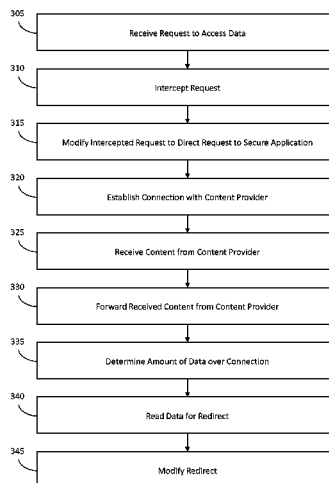 305
Receive Request to Access Data
310
Intercept Request
315
Modify Intercepted Request to Direct Request to Secure Application
320
Establish Connection with Content Provider
325
Receive Content from Content Provider
330
Forward Received Content from Content Provider
335
Determine Amount of Data over Connection
340
Read Data for Redirect
345
Modify Redirect